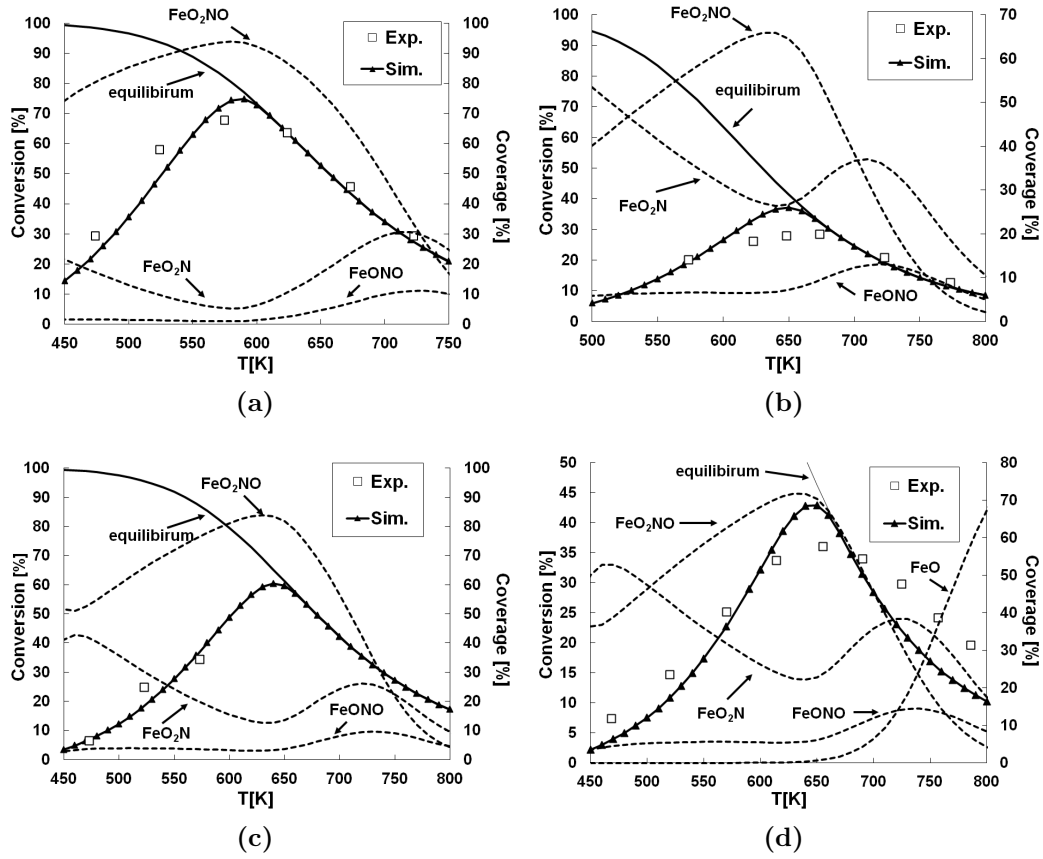 FeO₂NO
100
90
80
70
60
50
40
30
20
10
0
Conversion [%]
□ Exp.
Sim.
equilibirum
FeO₂N
FeONO
100
90
80
70
60
50
40
30
20
10
0
Coverage [%]
450 500 550 600 650 700 750
T[K]
(a)
FeO₂NO
100
90
80
70
60
50
40
30
20
10
0
Conversion [%]
□ Exp.
Sim.
equilibirum
FeO₂N
FeONO
70
60
50
40
30
20
10
0
Coverage [%]
500 550 600 650 700 750 800
T[K]
(b)
100
90
80
70
60
50
40
30
20
10
0
Conversion [%]
FeO₂NO
□ Exp.
Sim.
equilibirum
FeO₂N
FeONO
100
90
80
70
60
50
40
30
20
10
0
Coverage [%]
450 500 550 600 650 700 750 800
T[K]
(c)
50
45
40
35
30
25
20
15
10
5
0
Conversion [%]
equilibirum
□ Exp.
Sim.
FeO₂NO
FeO
FeO₂N
FeONO
80
70
60
50
40
30
20
10
0
Coverage [%]
450 500 550 600 650 700 750 800
T[K]
(d)